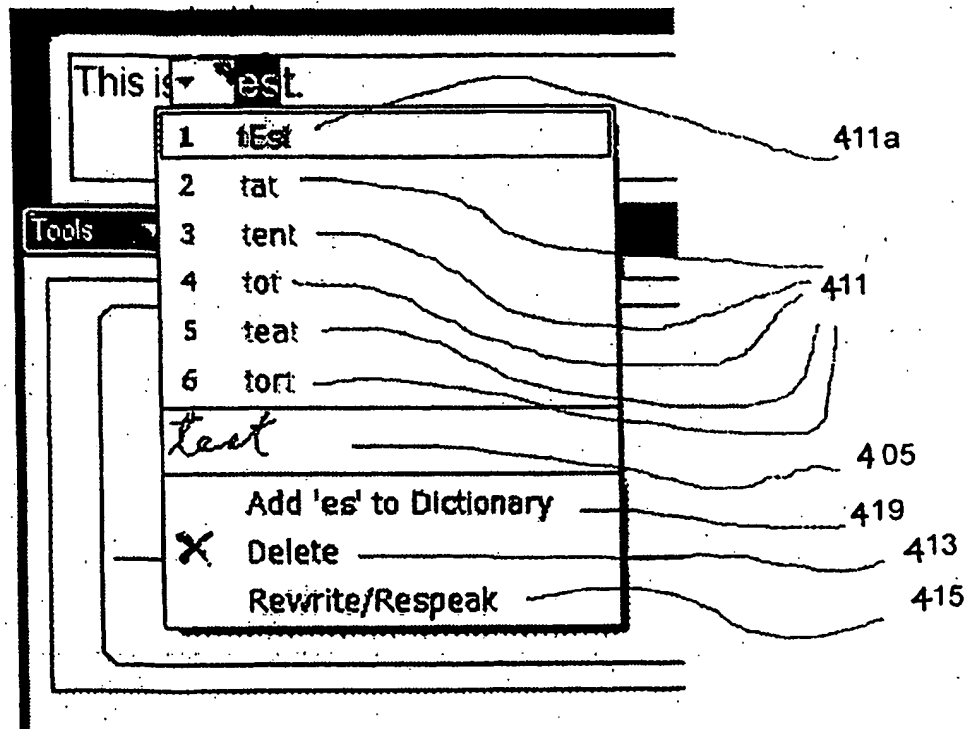 This is est.
1 tEst
411a
2 tat
Tools
3 tent
4 tot
411
5 teat
6 tort
test
405
Add 'es' to Dictionary
419
Delete
413
Rewrite/Respeak
415